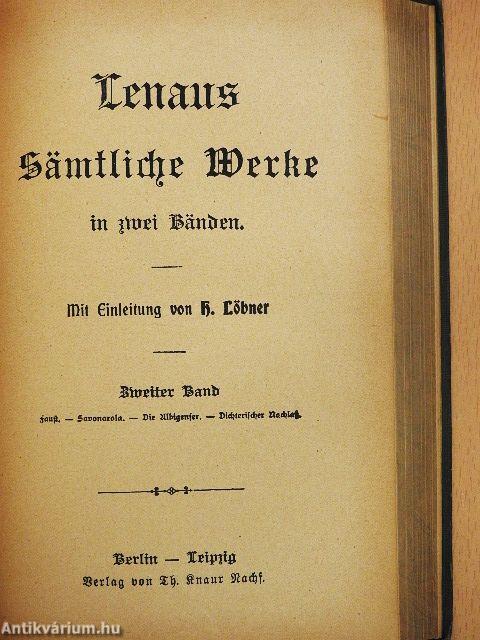 Lenaus
Sämtliche Werke
in zwei Bänden.
Mit Einleitung von H. Löbner
Zweiter Band
Faust. — Savonarola. — Die Albigenser. — Dichterischer Nachlaß.
Berlin — Leipzig
Verlag von Th. Knaur Nachf.
Antikvárium.hu